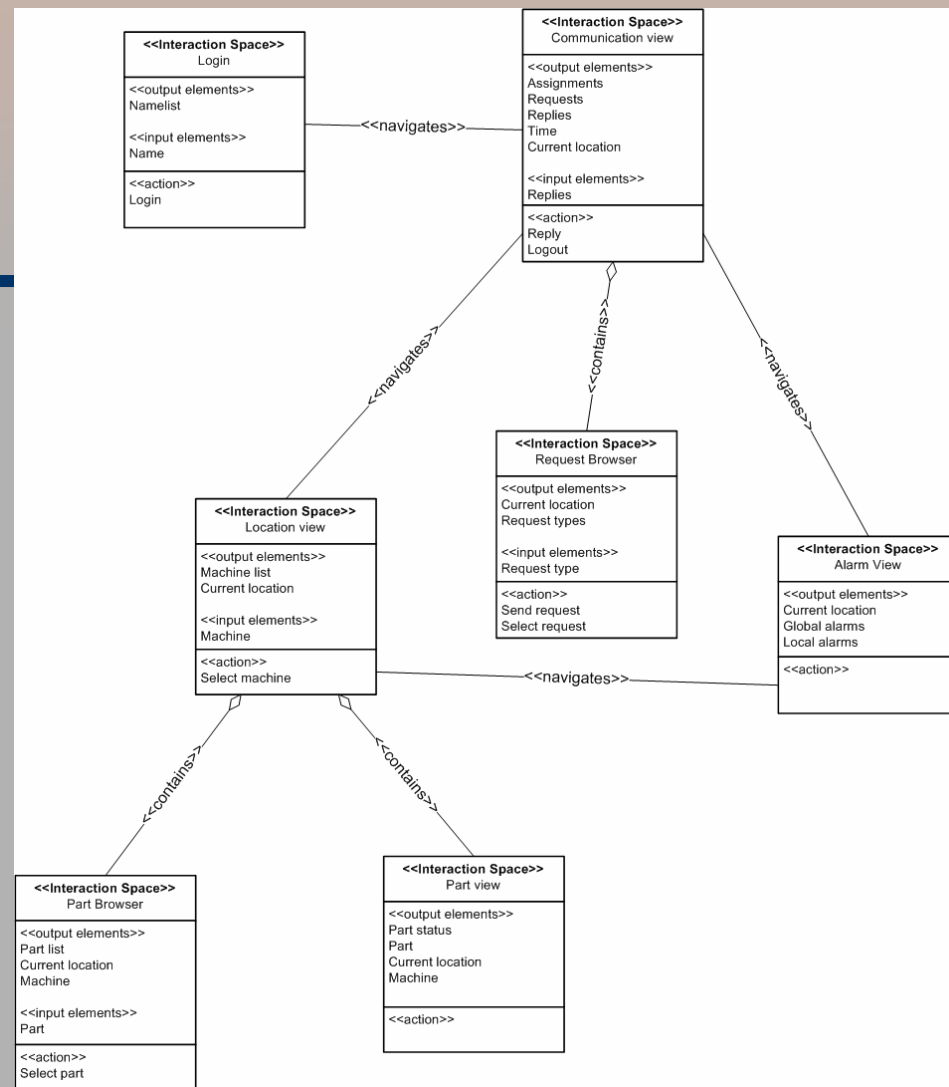 <<Interaction Space>>
Login
<<output elements>>
Namelist
<<input elements>>
Name
<<action>>
Login
<<navigates>>
<<Interaction Space>>
Communication view
<<output elements>>
Assignments
Requests
Replies
Time
Current location
<<input elements>>
Replies
<<action>>
Reply
Logout
<<navigates>>
<<contains>>
<<navigates>>
<<Interaction Space>>
Request Browser
<<output elements>>
Current location
Request types
<<input elements>>
Request type
<<action>>
Send request
Select request
<<Interaction Space>>
Location view
<<output elements>>
Machine list
Current location
<<input elements>>
Machine
<<action>>
Select machine
<<navigates>>
<<Interaction Space>>
Alarm View
<<output elements>>
Current location
Global alarms
Local alarms
<<action>>
<<contains>>
<<contains>>
<<Interaction Space>>
Part Browser
<<output elements>>
Part list
Current location
Machine
<<input elements>>
Part
<<action>>
Select part
<<Interaction Space>>
Part view
<<output elements>>
Part status
Part
Current location
Machine
<<action>>